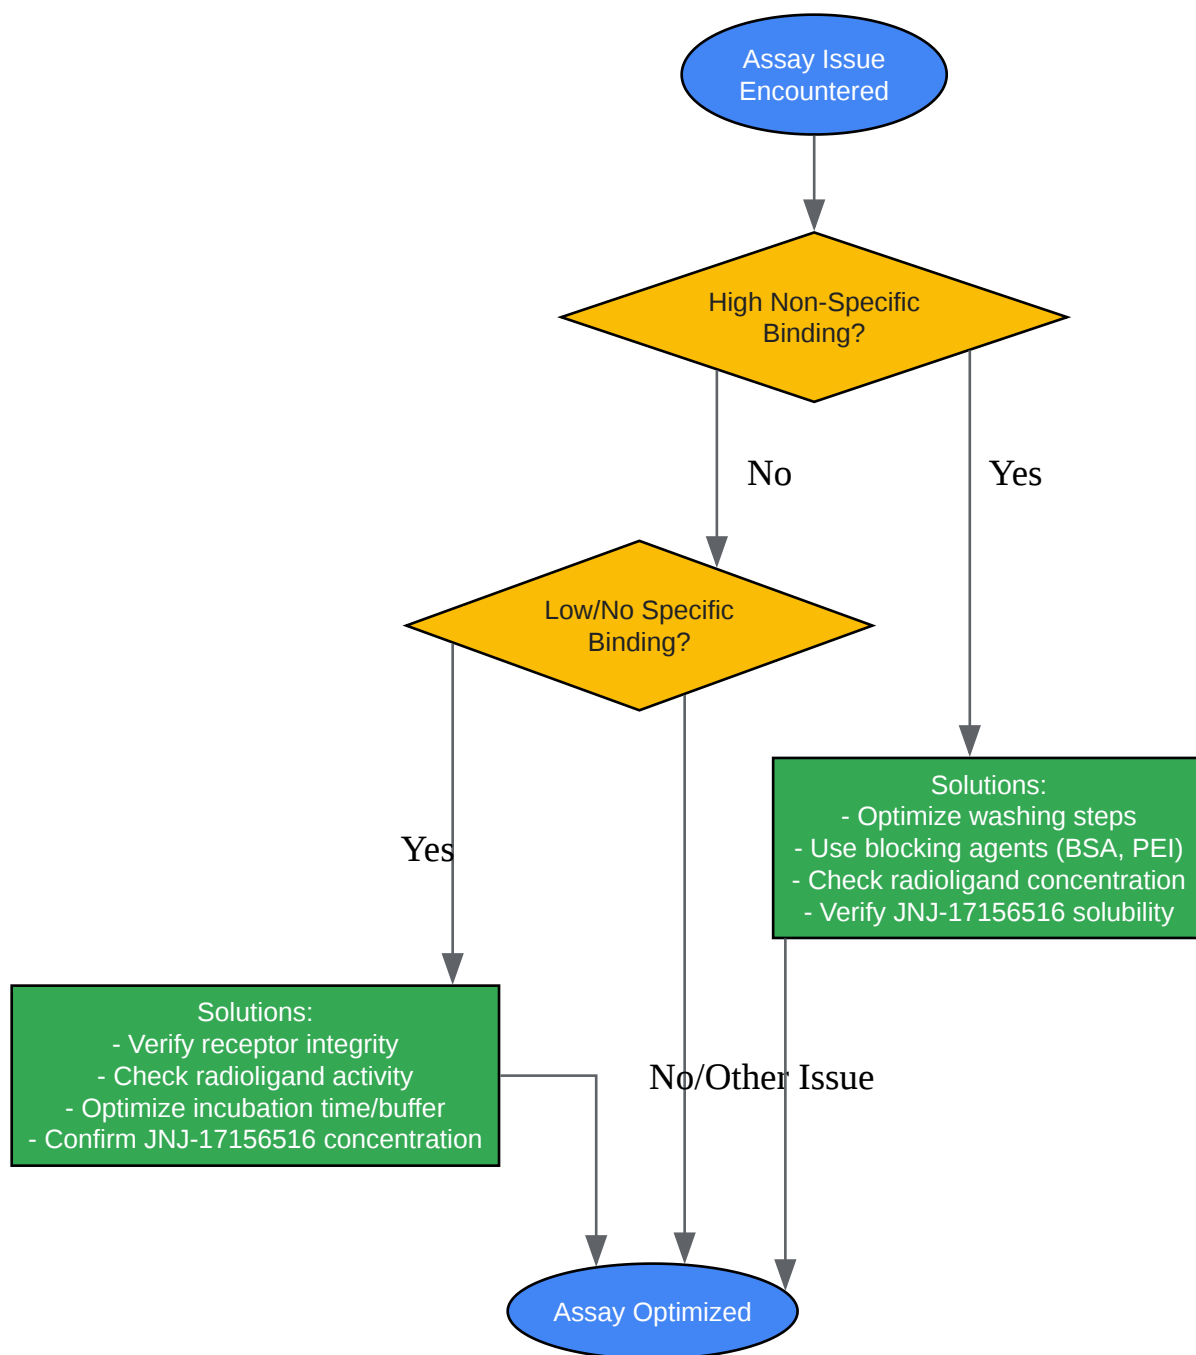 Assay Issue
Encountered
High Non-Specific
Binding?
No
Yes
Low/No Specific
Binding?
Solutions:
- Optimize washing steps
- Use blocking agents (BSA, PEI)
- Check radioligand concentration
- Verify JNJ-17156516 solubility
Yes
Solutions:
- Verify receptor integrity
- Check radioligand activity
- Optimize incubation time/buffer
- Confirm JNJ-17156516 concentration
No/Other Issue
Assay Optimized